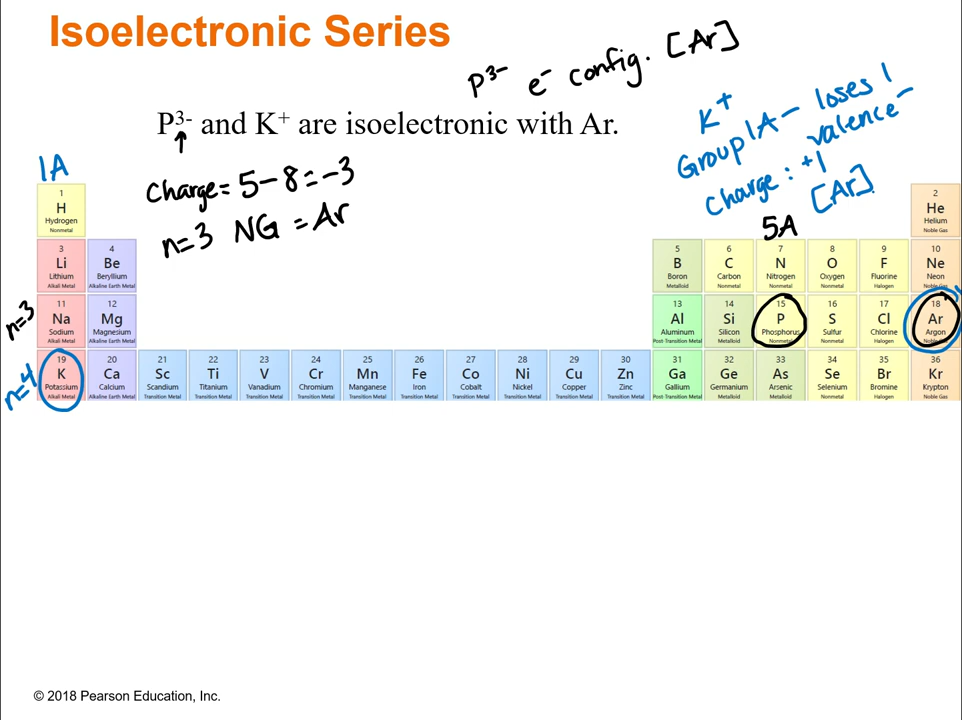 Isoelectronic Series
P³⁻ e⁻ config. [Ar]
P³⁻ and K⁺ are isoelectronic with Ar.
↑
Charge = 5 - 8 = -3
n=3 NG = Ar
K⁺
Group 1A - loses 1
valence⁻
Charge: +1
[Ar]
1A
5A
n=3
n=4
1
H
Hydrogen
Nonmetal
2
He
Helium
Noble Gas
3
Li
Lithium
Alkali Metal
4
Be
Beryllium
Alkaline Earth Metal
5
B
Boron
Metalloid
6
C
Carbon
Nonmetal
7
N
Nitrogen
Nonmetal
8
O
Oxygen
Nonmetal
9
F
Fluorine
Halogen
10
Ne
Neon
Noble Gas
11
Na
Sodium
Alkali Metal
12
Mg
Magnesium
Alkaline Earth Metal
13
Al
Aluminum
Post-Transition Metal
14
Si
Silicon
Metalloid
15
P
Phosphorus
Nonmetal
16
S
Sulfur
Nonmetal
17
Cl
Chlorine
Halogen
18
Ar
Argon
Noble Gas
19
K
Potassium
Alkali Metal
20
Ca
Calcium
Alkaline Earth Metal
21
Sc
Scandium
Transition Metal
22
Ti
Titanium
Transition Metal
23
V
Vanadium
Transition Metal
24
Cr
Chromium
Transition Metal
25
Mn
Manganese
Transition Metal
26
Fe
Iron
Transition Metal
27
Co
Cobalt
Transition Metal
28
Ni
Nickel
Transition Metal
29
Cu
Copper
Transition Metal
30
Zn
Zinc
Transition Metal
31
Ga
Gallium
Post-Transition Metal
32
Ge
Germanium
Metalloid
33
As
Arsenic
Metalloid
34
Se
Selenium
Nonmetal
35
Br
Bromine
Halogen
36
Kr
Krypton
Noble Gas
© 2018 Pearson Education, Inc.